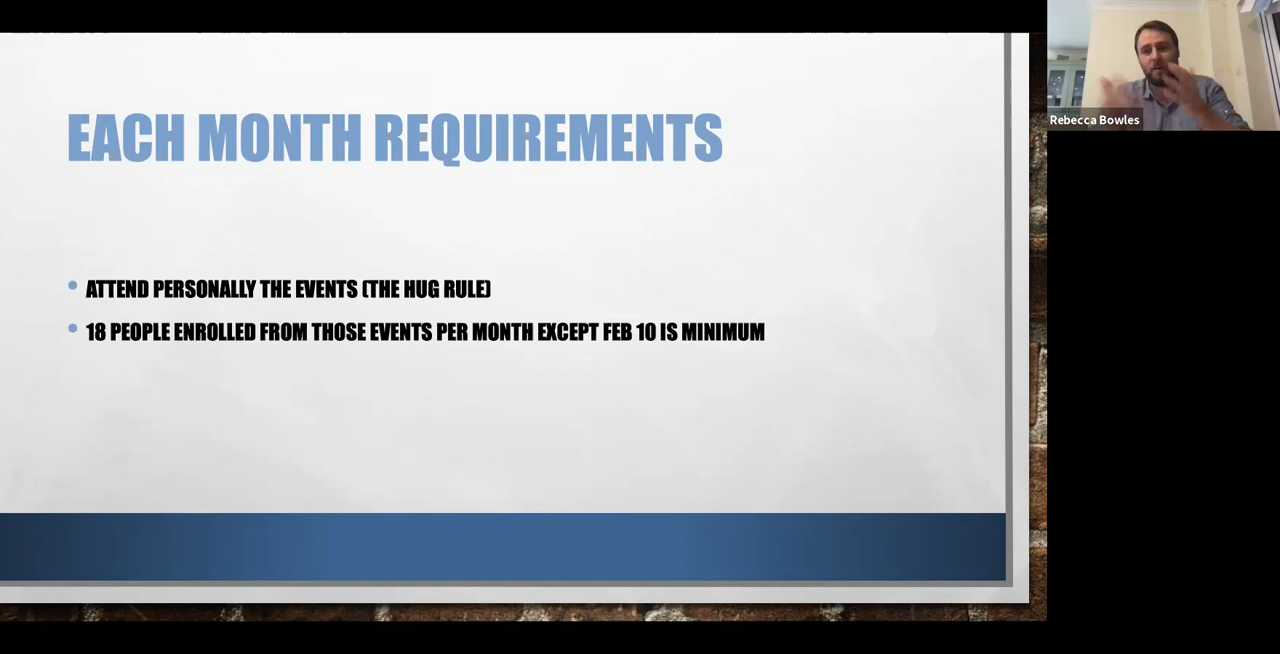 EACH MONTH REQUIREMENTS
• ATTEND PERSONALLY THE EVENTS (THE HUG RULE)
• 18 PEOPLE ENROLLED FROM THOSE EVENTS PER MONTH EXCEPT FEB 10 IS MINIMUM
Rebecca Bowles